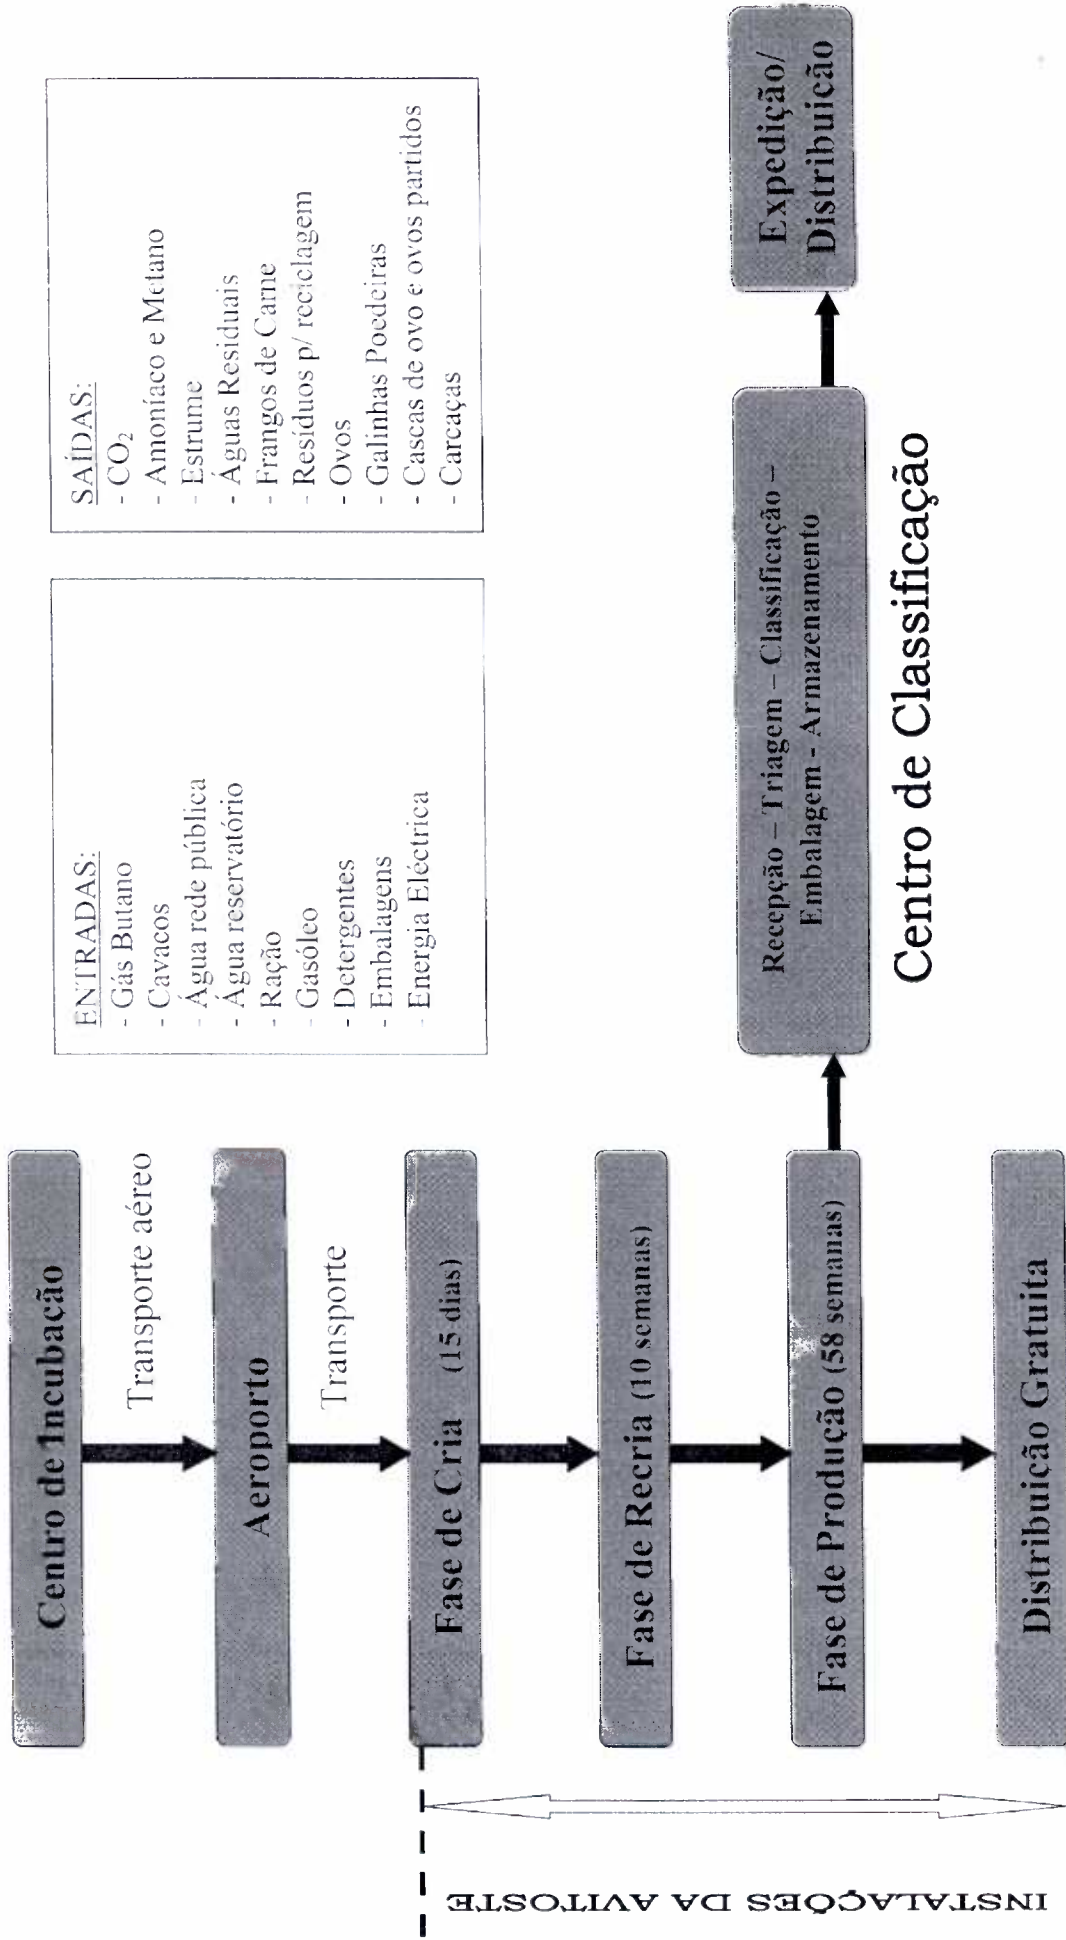 Centro de Incubação
Transporte aéreo
Aeroporto
Transporte
Fase de Cria (15 dias)
Fase de Recria (10 semanas)
Fase de Produção (58 semanas)
Distribuição Gratuita
INSTALAÇÕES DA AVITOSTE
ENTRADAS:
- Gás Butano
- Cavacos
- Água rede pública
- Água reservatório
- Ração
- Gasóleo
- Detergentes
- Embalagens
- Energia Eléctrica
SAÍDAS:
- CO₂
- Amoníaco e Metano
- Estrume
- Águas Residuais
- Frangos de Carne
- Resíduos p/ reciclagem
- Ovos
- Galinhas Poedeiras
- Cascas de ovo e ovos partidos
- Carcaças
Recepção – Triagem – Classificação –
Embalagem - Armazenamento
Centro de Classificação
Expedição/
Distribuição